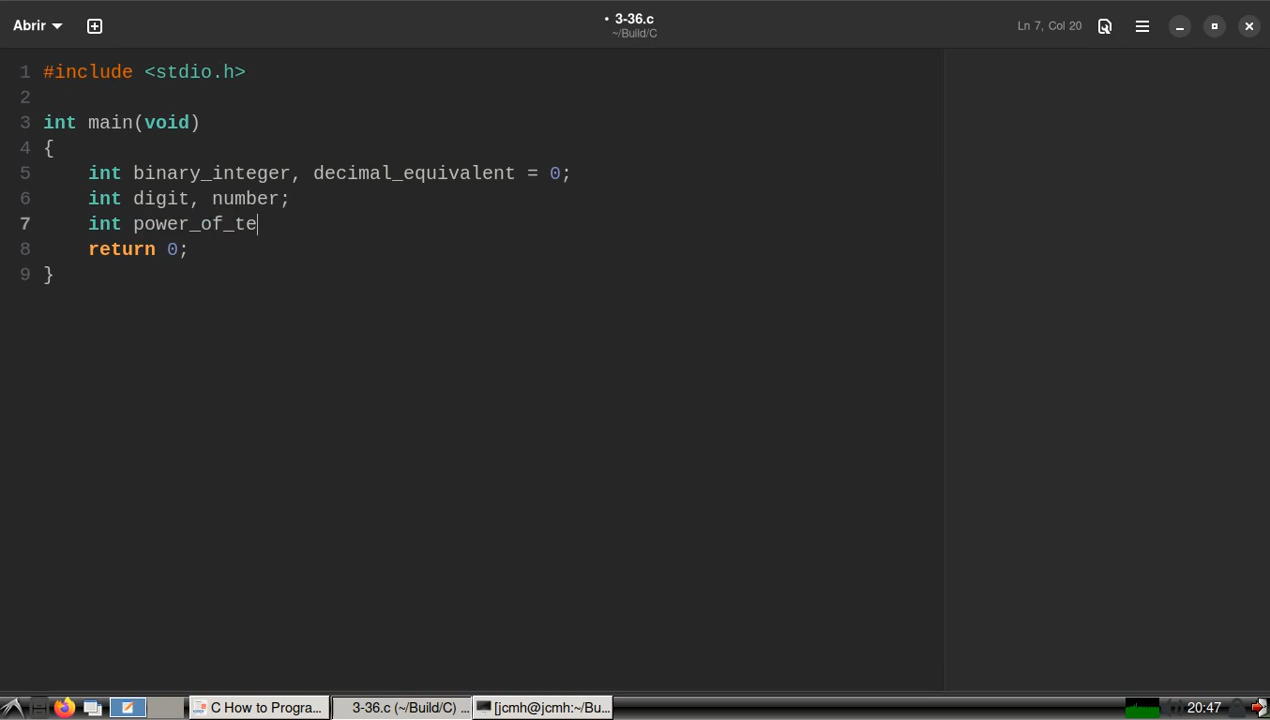 Abrir
• 3-36.c
~/Build/C
Ln 7, Col 20
1 #include <stdio.h>
2
3 int main(void)
4 {
5 int binary_integer, decimal_equivalent = 0;
6 int digit, number;
7 int power_of_te
8 return 0;
9 }
C How to Progra...
3-36.c (~/Build/C) ...
[jcmh@jcmh:~/Bu...
20:47